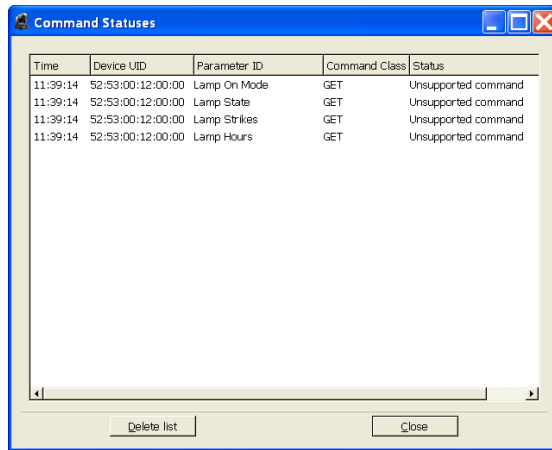 Command Statuses
Time Device UID Parameter ID Command Class Status
11:39:14 52:53:00:12:00:00 Lamp On Mode GET Unsupported command
11:39:14 52:53:00:12:00:00 Lamp State GET Unsupported command
11:39:14 52:53:00:12:00:00 Lamp Strikes GET Unsupported command
11:39:14 52:53:00:12:00:00 Lamp Hours GET Unsupported command
Delete list Close